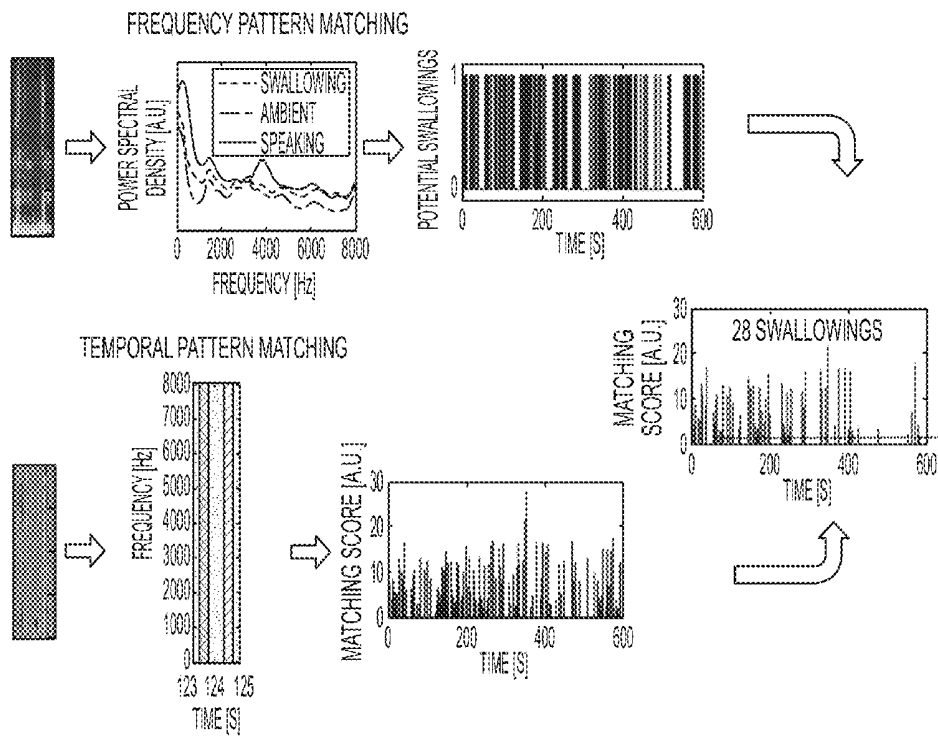 FREQUENCY PATTERN MATCHING
POWER SPECTRAL
DENSITY [A.U.]
SWALLOWING
AMBIENT
SPEAKING
0 2000 4000 6000 8000
FREQUENCY [Hz]
POTENTIAL SWALLOWINGS
1
0
0 200 400 600
TIME [S]
TEMPORAL PATTERN MATCHING
FREQUENCY [Hz]
8000
7000
6000
5000
4000
3000
2000
1000
0
123 124 125
TIME [S]
MATCHING SCORE [A.U.]
30
20
10
0
0 200 400 600
TIME [S]
MATCHING
SCORE [A.U.]
28 SWALLOWINGS
30
20
10
0
0 200 400 600
TIME [S]